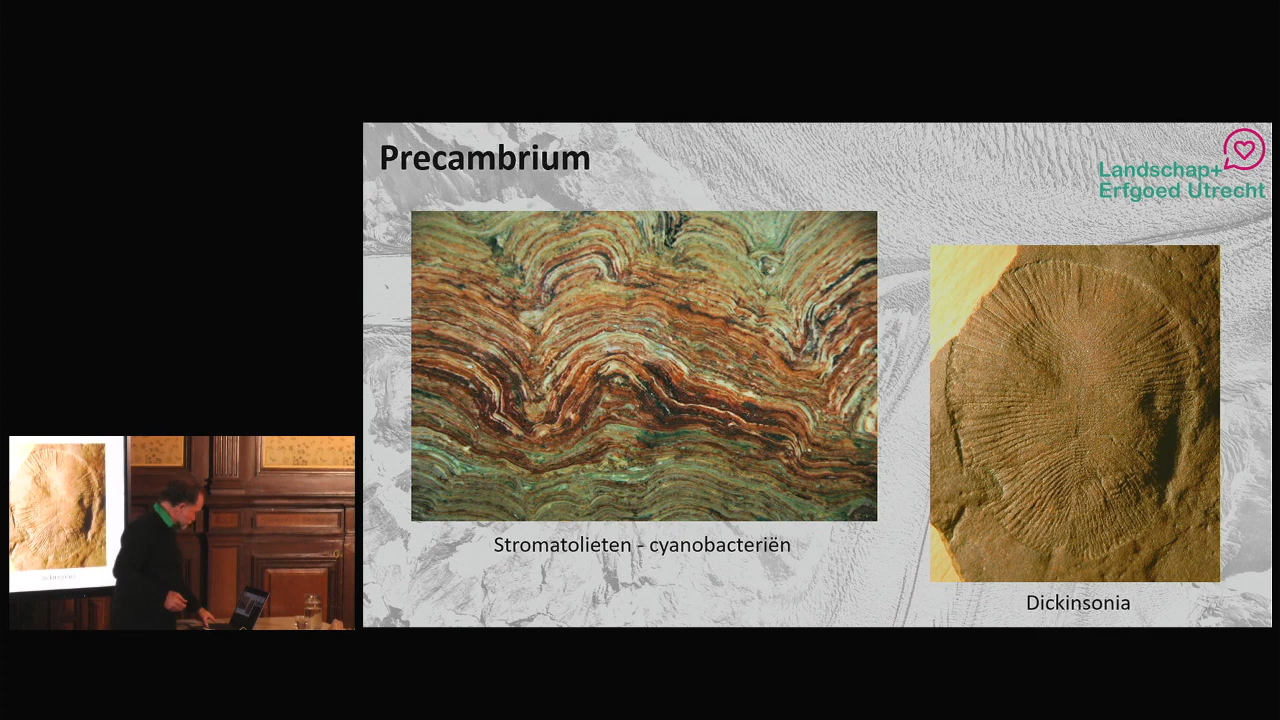 Precambrium
Landschap+
Erfgoed Utrecht
Stromatolieten - cyanobacteriën
Dickinsonia